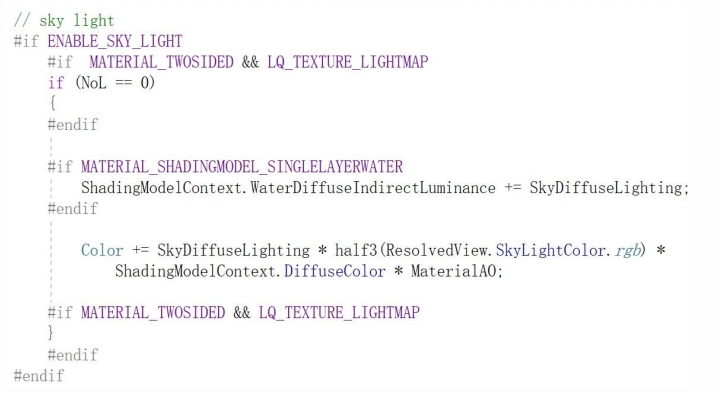 // sky light
#if ENABLE_SKY_LIGHT
#if MATERIAL_TWOSIDED && LQ_TEXTURE_LIGHTMAP
if (NoL == 0)
{
#endif
#if MATERIAL_SHADINGMODEL_SINGLELAYERWATER
ShadingModelContext.WaterDiffuseIndirectLuminance += SkyDiffuseLighting;
#endif
Color += SkyDiffuseLighting * half3(ResolvedView.SkyLightColor.rgb) *
ShadingModelContext.DiffuseColor * MaterialAO;
#if MATERIAL_TWOSIDED && LQ_TEXTURE_LIGHTMAP
}
#endif
#endif